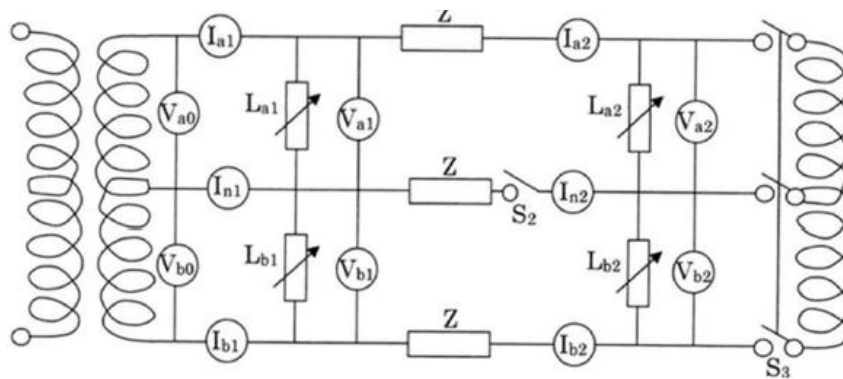 Z
Ia1
Ia2
Va0
La1
Va1
La2
Va2
In1
Z
S2
In2
Vb0
Lb1
Vb1
Lb2
Vb2
Ib1
Z
Ib2
S3